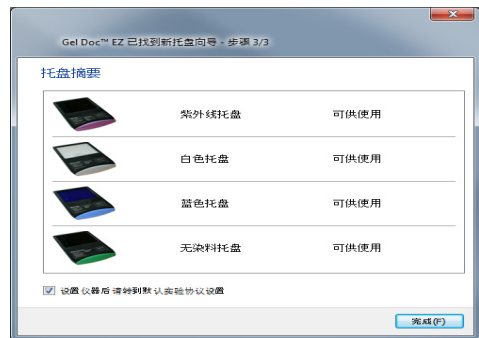 Gel Doc™ EZ 已找到新托盘向导 - 步骤 3/3
托盘摘要
紫外线托盘 可供使用
白色托盘 可供使用
蓝色托盘 可供使用
无染料托盘 可供使用
设置仪器后请转到默认实验协议设置
完成(F)